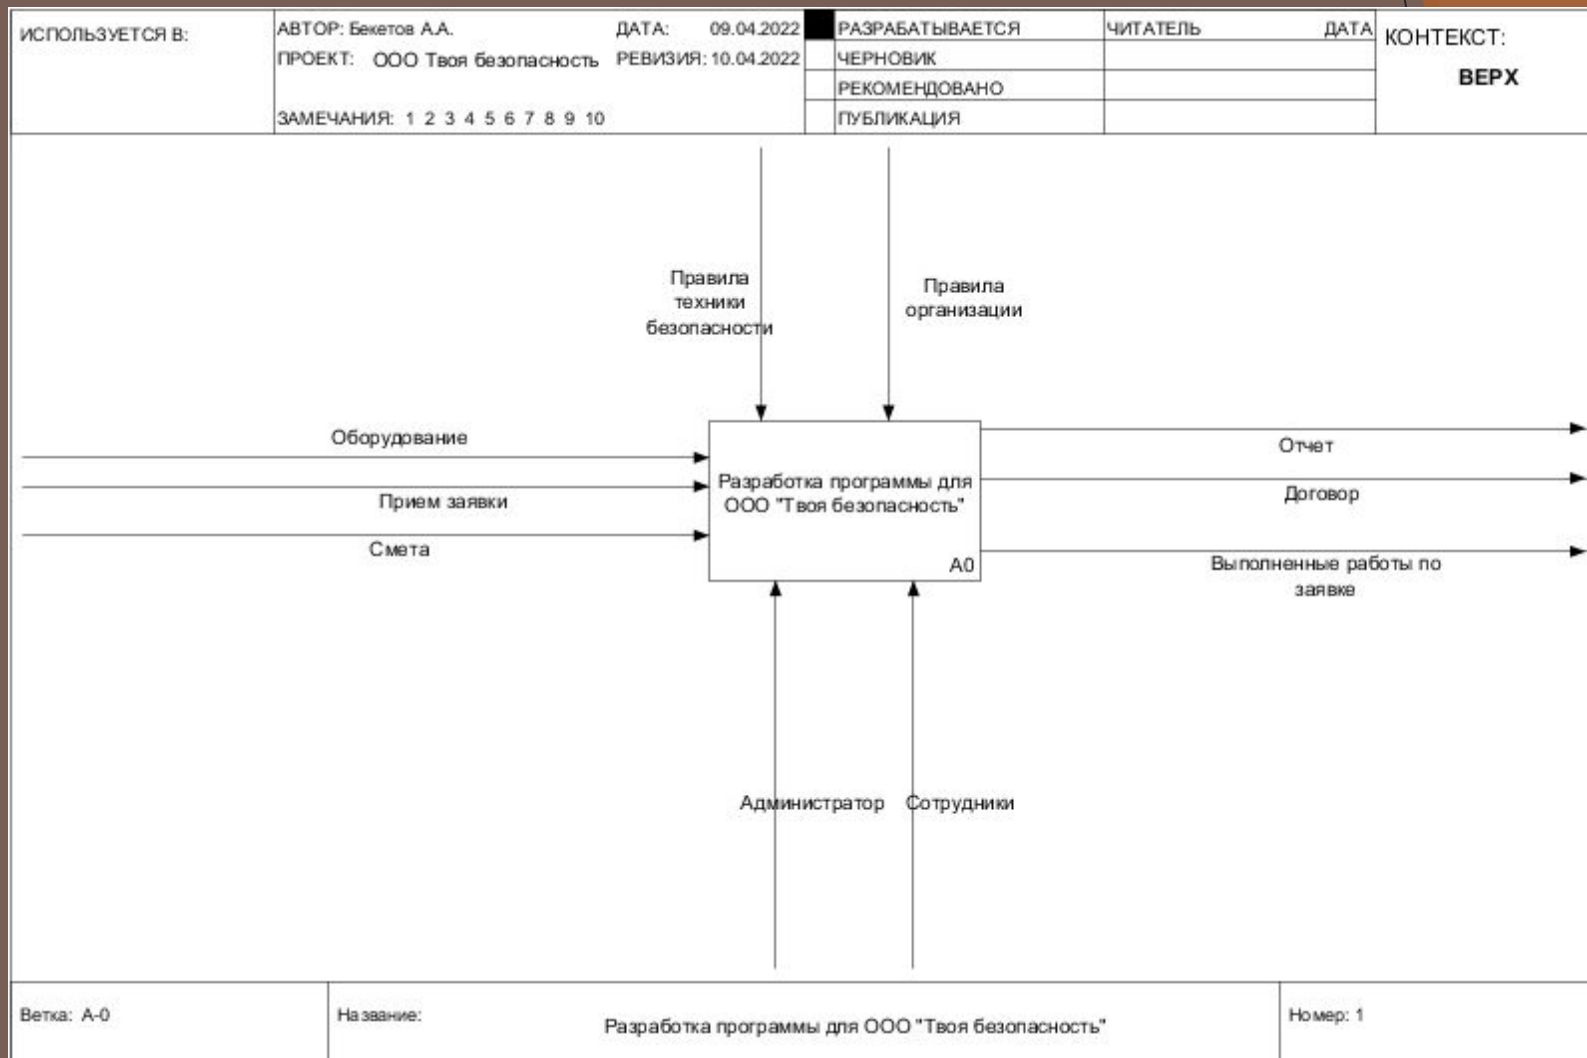 ИСПОЛЬЗУЕТСЯ В:
АВТОР: Бекетов А.А.
ДАТА: 09.04.2022
ПРОЕКТ: ООО Твоя безопасность
РЕВИЗИЯ: 10.04.2022
ЗАМЕЧАНИЯ: 1 2 3 4 5 6 7 8 9 10
РАЗРАБАТЫВАЕТСЯ
ЧЕРНОВИК
РЕКОМЕНДОВАНО
ПУБЛИКАЦИЯ
ЧИТАТЕЛЬ
ДАТА
КОНТЕКСТ:
ВЕРХ
Правила
техники
безопасности
Правила
организации
Оборудование
Прием заявки
Смета
Разработка программы для
ООО "Твоя безопасность"
A0
Отчет
Договор
Выполненные работы по
заявке
Администратор
Сотрудники
Ветка: A-0
Название:
Разработка программы для ООО "Твоя безопасность"
Номер: 1